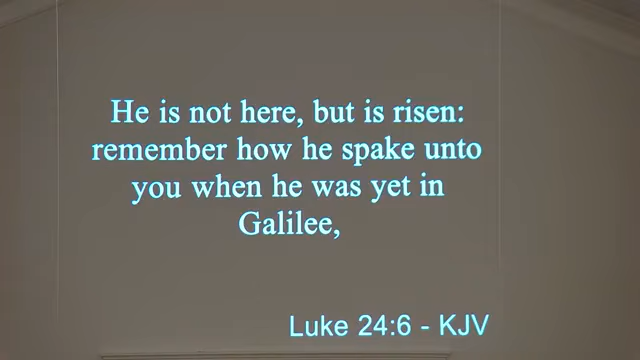 He is not here, but is risen:
remember how he spake unto
you when he was yet in
Galilee,
Luke 24:6 - KJV